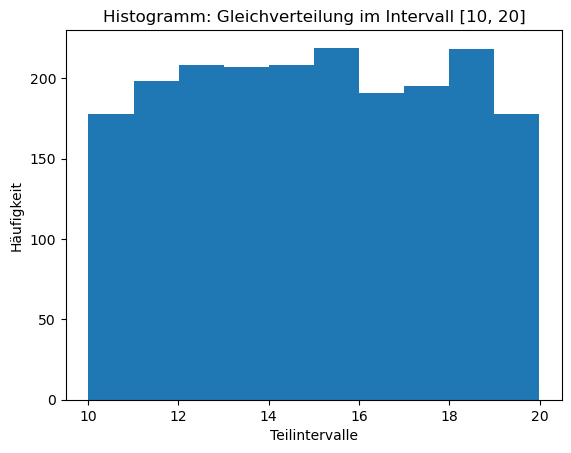 Histogramm: Gleichverteilung im Intervall [10, 20]
200
150
100
50
0
Häufigkeit
10 12 14 16 18 20
Teilintervalle